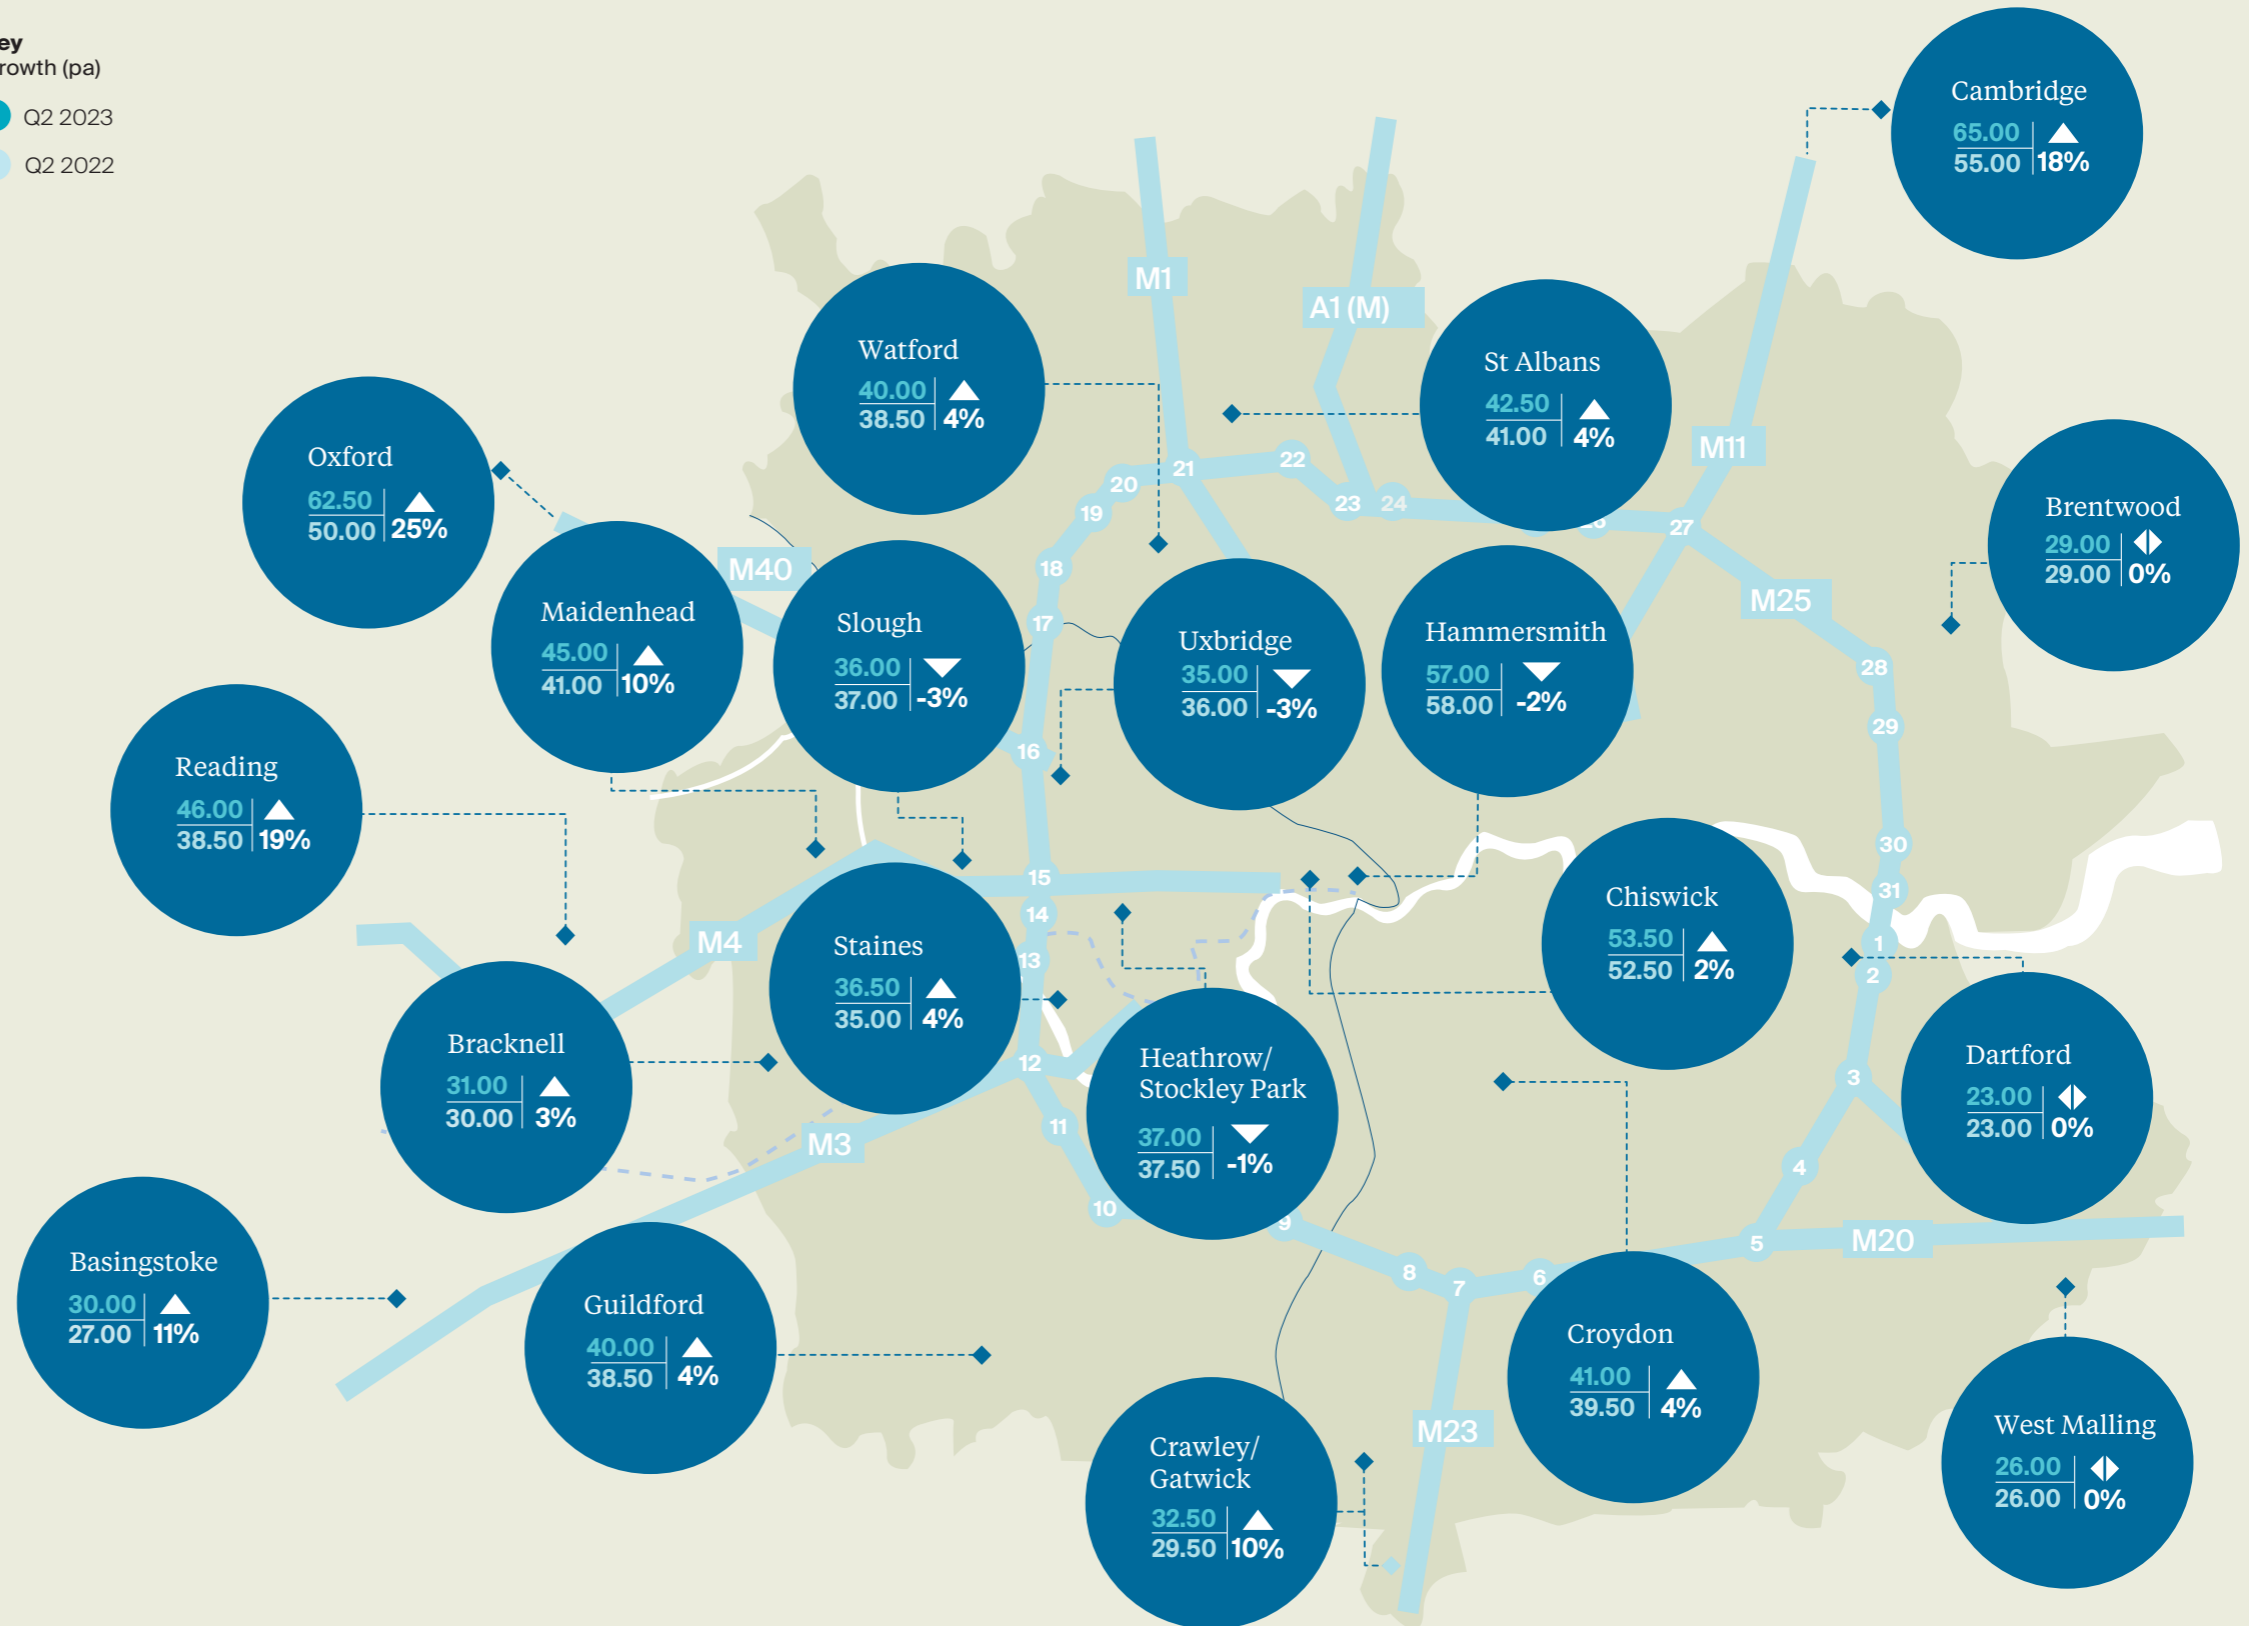 ey
rowth (pa)
Q2 2023
Q2 2022
Cambridge
65.00
55.00 18%
M1
A1 (M)
Watford
40.00
38.50 4%
St Albans
42.50
41.00 4%
M11
Oxford
62.50
50.00 25%
Brentwood
29.00
29.00 0%
22
21
20
23 24
19
27
M40
18
M25
Maidenhead
45.00
41.00 10%
Slough
36.00
37.00 -3%
17
Uxbridge
35.00
36.00 -3%
Hammersmith
57.00
58.00 -2%
28
29
16
Reading
46.00
38.50 19%
30
15
31
14
Chiswick
53.50
52.50 2%
M4
Staines
36.50
35.00 4%
13
1
2
Bracknell
31.00
30.00 3%
12
Heathrow/
Stockley Park
37.00
37.50 -1%
Dartford
23.00
23.00 0%
3
11
M3
4
10
9
5
M20
8
7
6
Basingstoke
30.00
27.00 11%
Guildford
40.00
38.50 4%
Croydon
41.00
39.50 4%
M23
Crawley/
Gatwick
32.50
29.50 10%
West Malling
26.00
26.00 0%